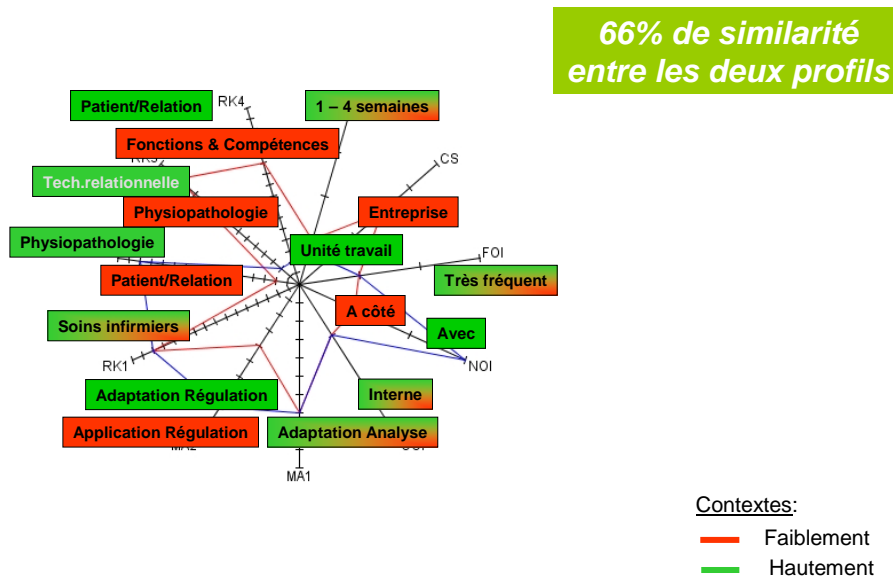 66% de similarité
entre les deux profils
RK4
Patient/Relation
1 – 4 semaines
Fonctions & Compétences
CS
Tech.relationnelle
Physiopathologie
Entreprise
Physiopathologie
Unité travail
FOI
Patient/Relation
Très fréquent
A côté
Soins infirmiers
Avec
RK1
NOI
Adaptation Régulation
Interne
Application Régulation
Adaptation Analyse
MA1
Contextes:
Faiblement
Hautement